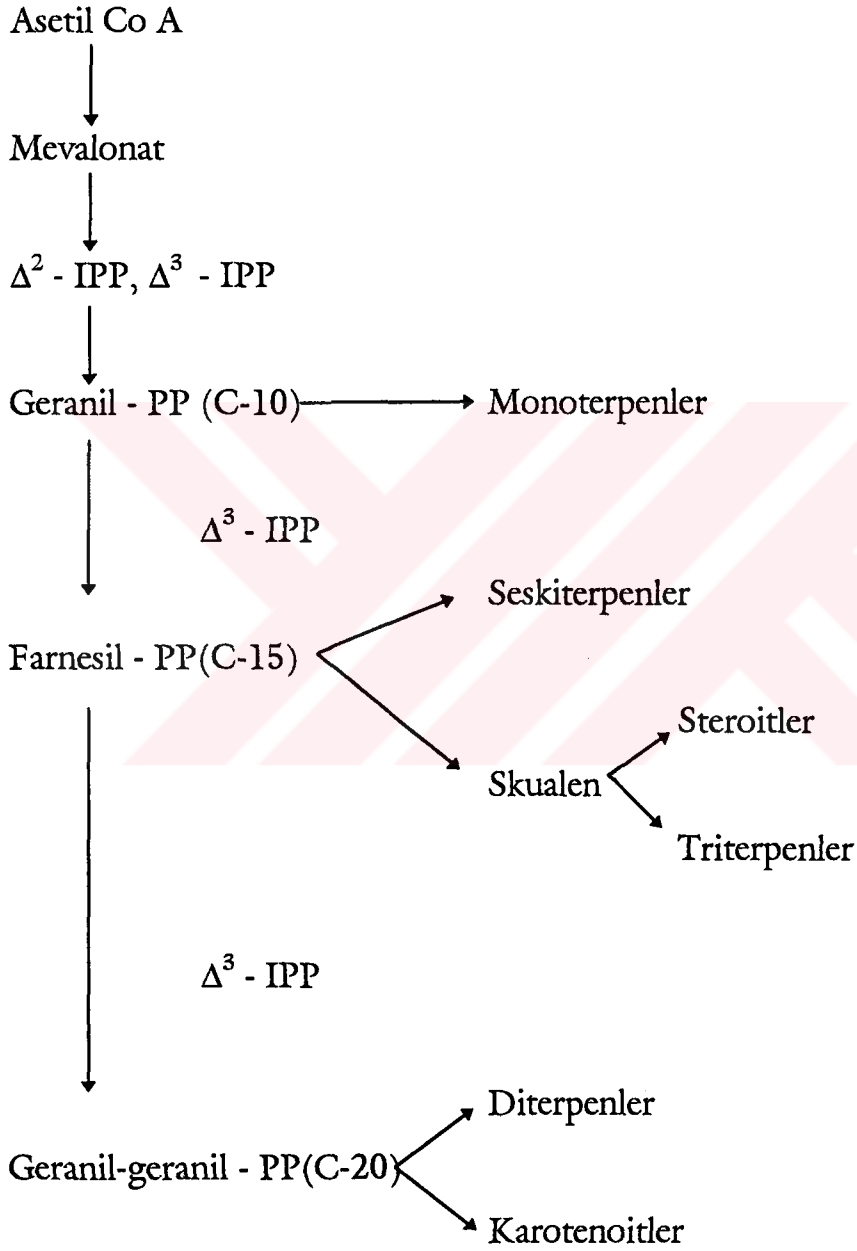 Asetil Co A
Mevalonat
Δ² - IPP, Δ³ - IPP
Geranil - PP (C-10) Monoterpenler
Δ³ - IPP
Seskiterpenler
Farnesil - PP(C-15)
Steroitler
Skualen
Triterpenler
Δ³ - IPP
Diterpenler
Geranil-geranil - PP(C-20)
Karotenoitler